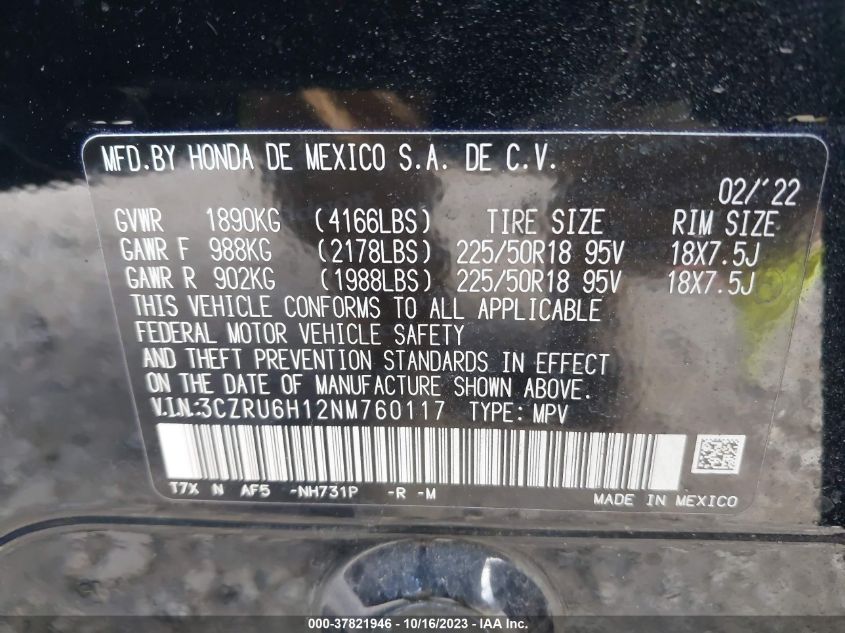 MFD.BY HONDA DE MEXICO S.A. DE C.V.
02/'22
GVWR 1890KG (4166LBS) TIRE SIZE RIM SIZE
GAWR F 988KG (2178LBS) 225/50R18 95V 18X7.5J
GAWR R 902KG (1988LBS) 225/50R18 95V 18X7.5J
THIS VEHICLE CONFORMS TO ALL APPLICABLE
FEDERAL MOTOR VEHICLE SAFETY
AND THEFT PREVENTION STANDARDS IN EFFECT
ON THE DATE OF MANUFACTURE SHOWN ABOVE.
V.I.N:3CZRU6H12NM760117 TYPE: MPV
T7X N AF5 -NH731P -R -M
MADE IN MEXICO
000-37821946 - 10/16/2023 - IAA Inc.